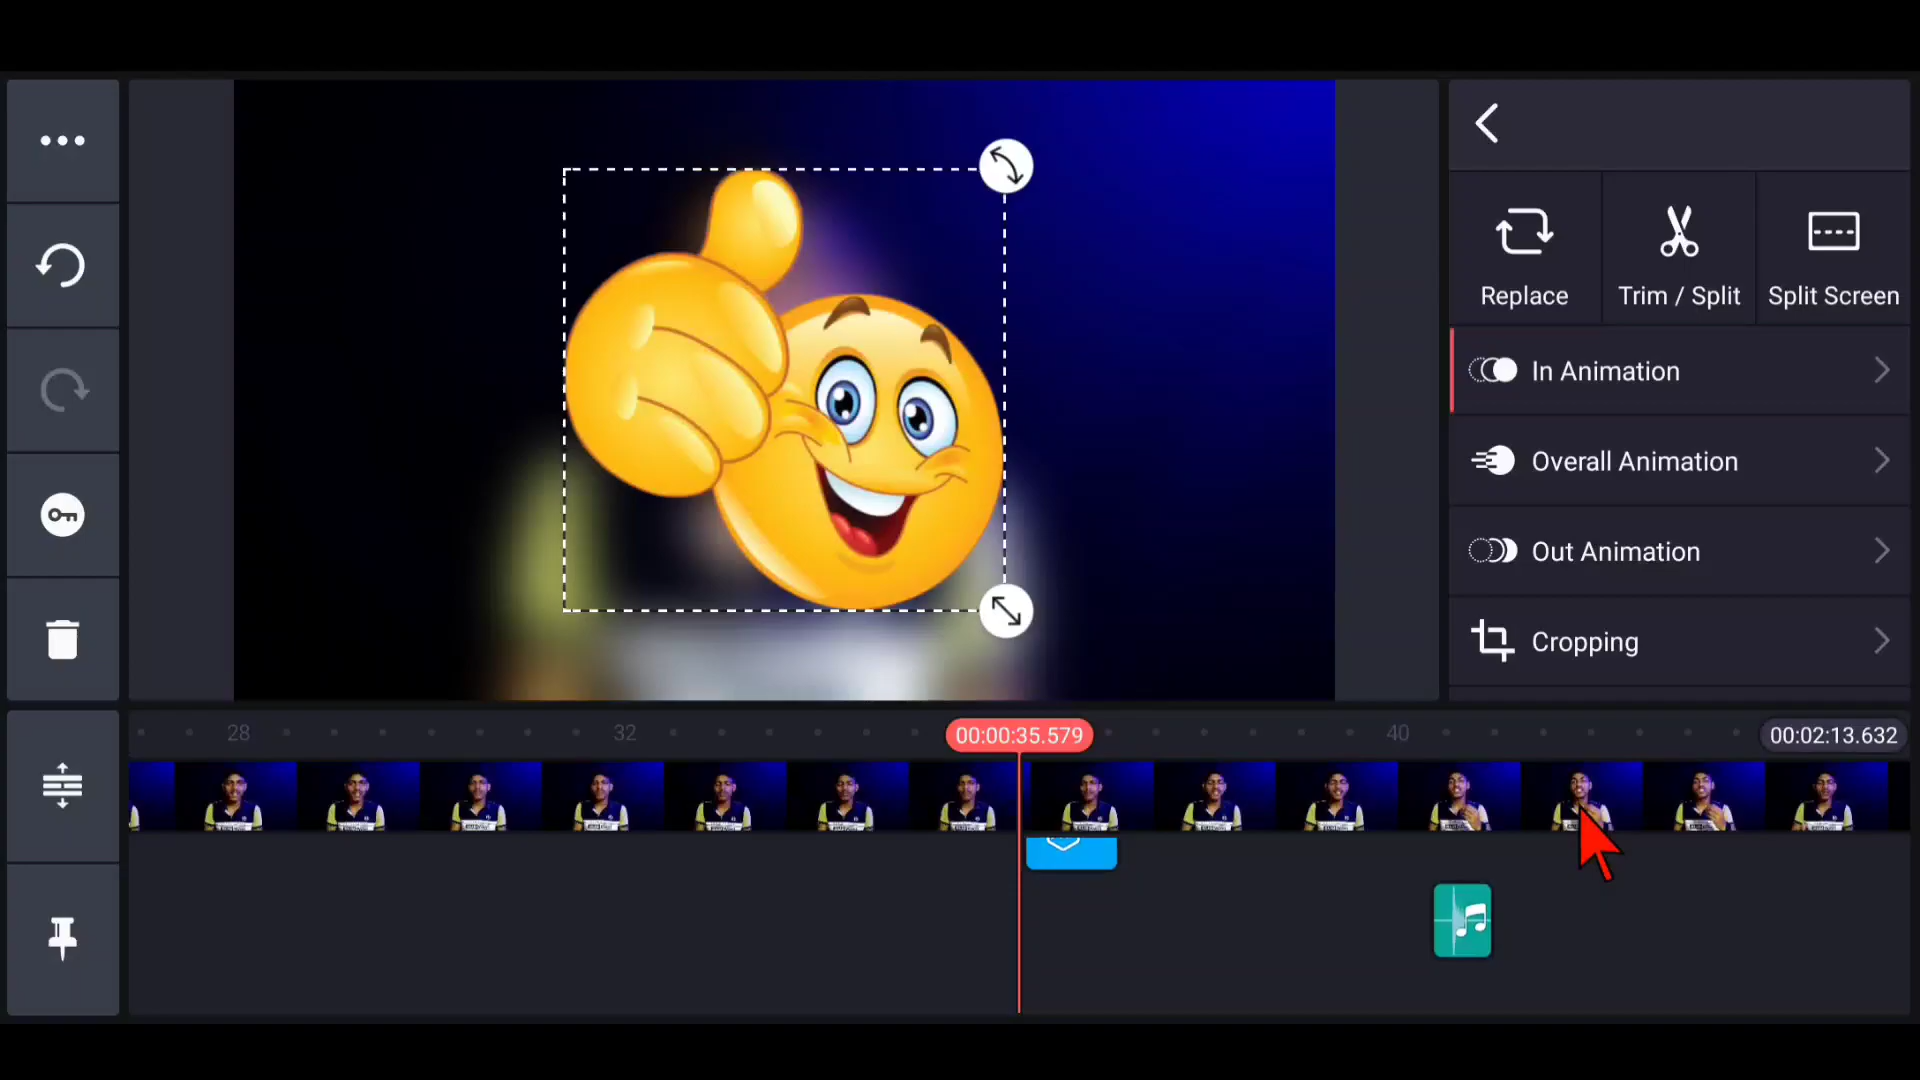 Replace
Trim / Split
Split Screen
In Animation
Overall Animation
Out Animation
Cropping
28
32
00:00:35.579
40
00:02:13.632